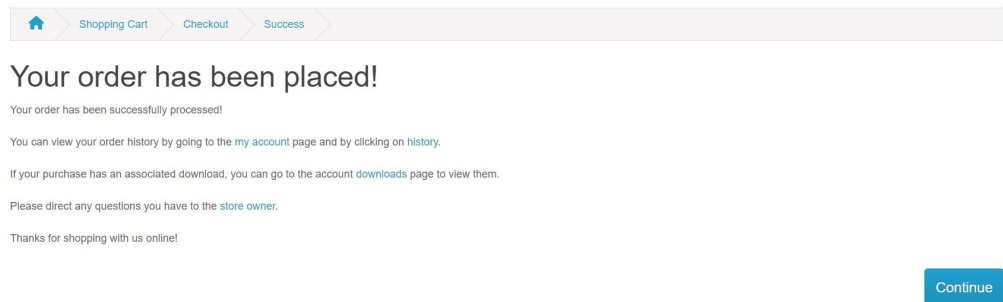 Shopping Cart Checkout Success
Your order has been placed!
Your order has been successfully processed!
You can view your order history by going to the my account page and by clicking on history.
If your purchase has an associated download, you can go to the account downloads page to view them.
Please direct any questions you have to the store owner.
Thanks for shopping with us online!
Continue